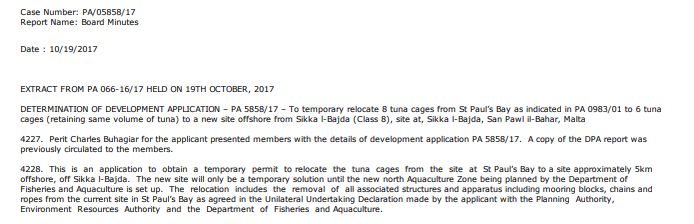 Case Number: PA/05858/17
Report Name: Board Minutes
Date : 10/19/2017
EXTRACT FROM PA 066-16/17 HELD ON 19TH OCTOBER, 2017
DETERMINATION OF DEVELOPMENT APPLICATION – PA 5858/17 – To temporary relocate 8 tuna cages from St Paul's Bay as indicated in PA 0983/01 to 6 tuna
cages (retaining same volume of tuna) to a new site offshore from Sikka l-Bajda (Class 8), site at, Sikka l-Bajda, San Pawl il-Bahar, Malta
4227. Perit Charles Buhagiar for the applicant presented members with the details of development application PA 5858/17. A copy of the DPA report was
previously circulated to the members.
4228. This is an application to obtain a temporary permit to relocate the tuna cages from the site at St Paul's Bay to a site approximately 5km
offshore, off Sikka l-Bajda. The new site will only be a temporary solution until the new north Aquaculture Zone being planned by the Department of
Fisheries and Aquaculture is set up. The relocation includes the removal of all associated structures and apparatus including mooring blocks, chains and
ropes from the current site in St Paul's Bay as agreed in the Unilateral Undertaking Declaration made by the applicant with the Planning Authority,
Environment Resources Authority and the Department of Fisheries and Aquaculture.